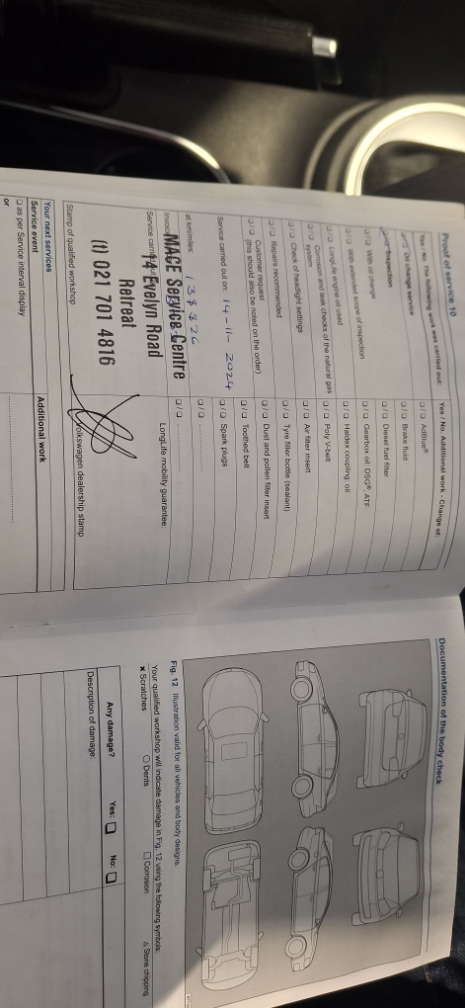 Proof of service 10
Yes / No The following work was carried out:
Oil change service
Inspection
❑ / ❑ With oil change
❑ / ❑ With extended scope of inspection
❑ / ❑ LongLife engine oil used
❑ / ❑ Corrosion and leak checks of the natural gas
system
❑ / ❑ Check of headlight settings
❑ / ❑ Repairs recommended
❑ / ❑ Customer request
(this should also be noted on the order)
Service carried out on: 14-11-2024
at km/miles:
Service
MACE Service Centre
14 Evelyn Road
Retreat
(t) 021 701 4816
Stamp of qualified workshop
Yes / No Additional work - Change of:
❑ / ❑ AdBlue®
❑ / ❑ Brake fluid
❑ / ❑ Diesel fuel filter
❑ / ❑ Gearbox oil: DSG®, ATF
❑ / ❑ Haldex coupling: oil
❑ / ❑ Poly V-belt
❑ / ❑ Air filter insert
❑ / ❑ Tyre filler bottle (sealant)
❑ / ❑ Dust and pollen filter insert
❑ / ❑ Toothed belt
❑ / ❑ Spark plugs
❑ / ❑
❑ / ❑
LongLife mobility guarantee:
Volkswagen dealership stamp
Your next services
Service event
Additional work
❑ as per Service interval display
or
Documentation of the body check
Fig. 12 Illustration valid for all vehicles and body designs.
Your qualified workshop will indicate damage in Fig. 12 using the following symbols:
✖ Scratches ○ Dents ❑ Corrosion △ Stone chipping
Any damage? Yes: ❑ No: ❑
Description of damage: